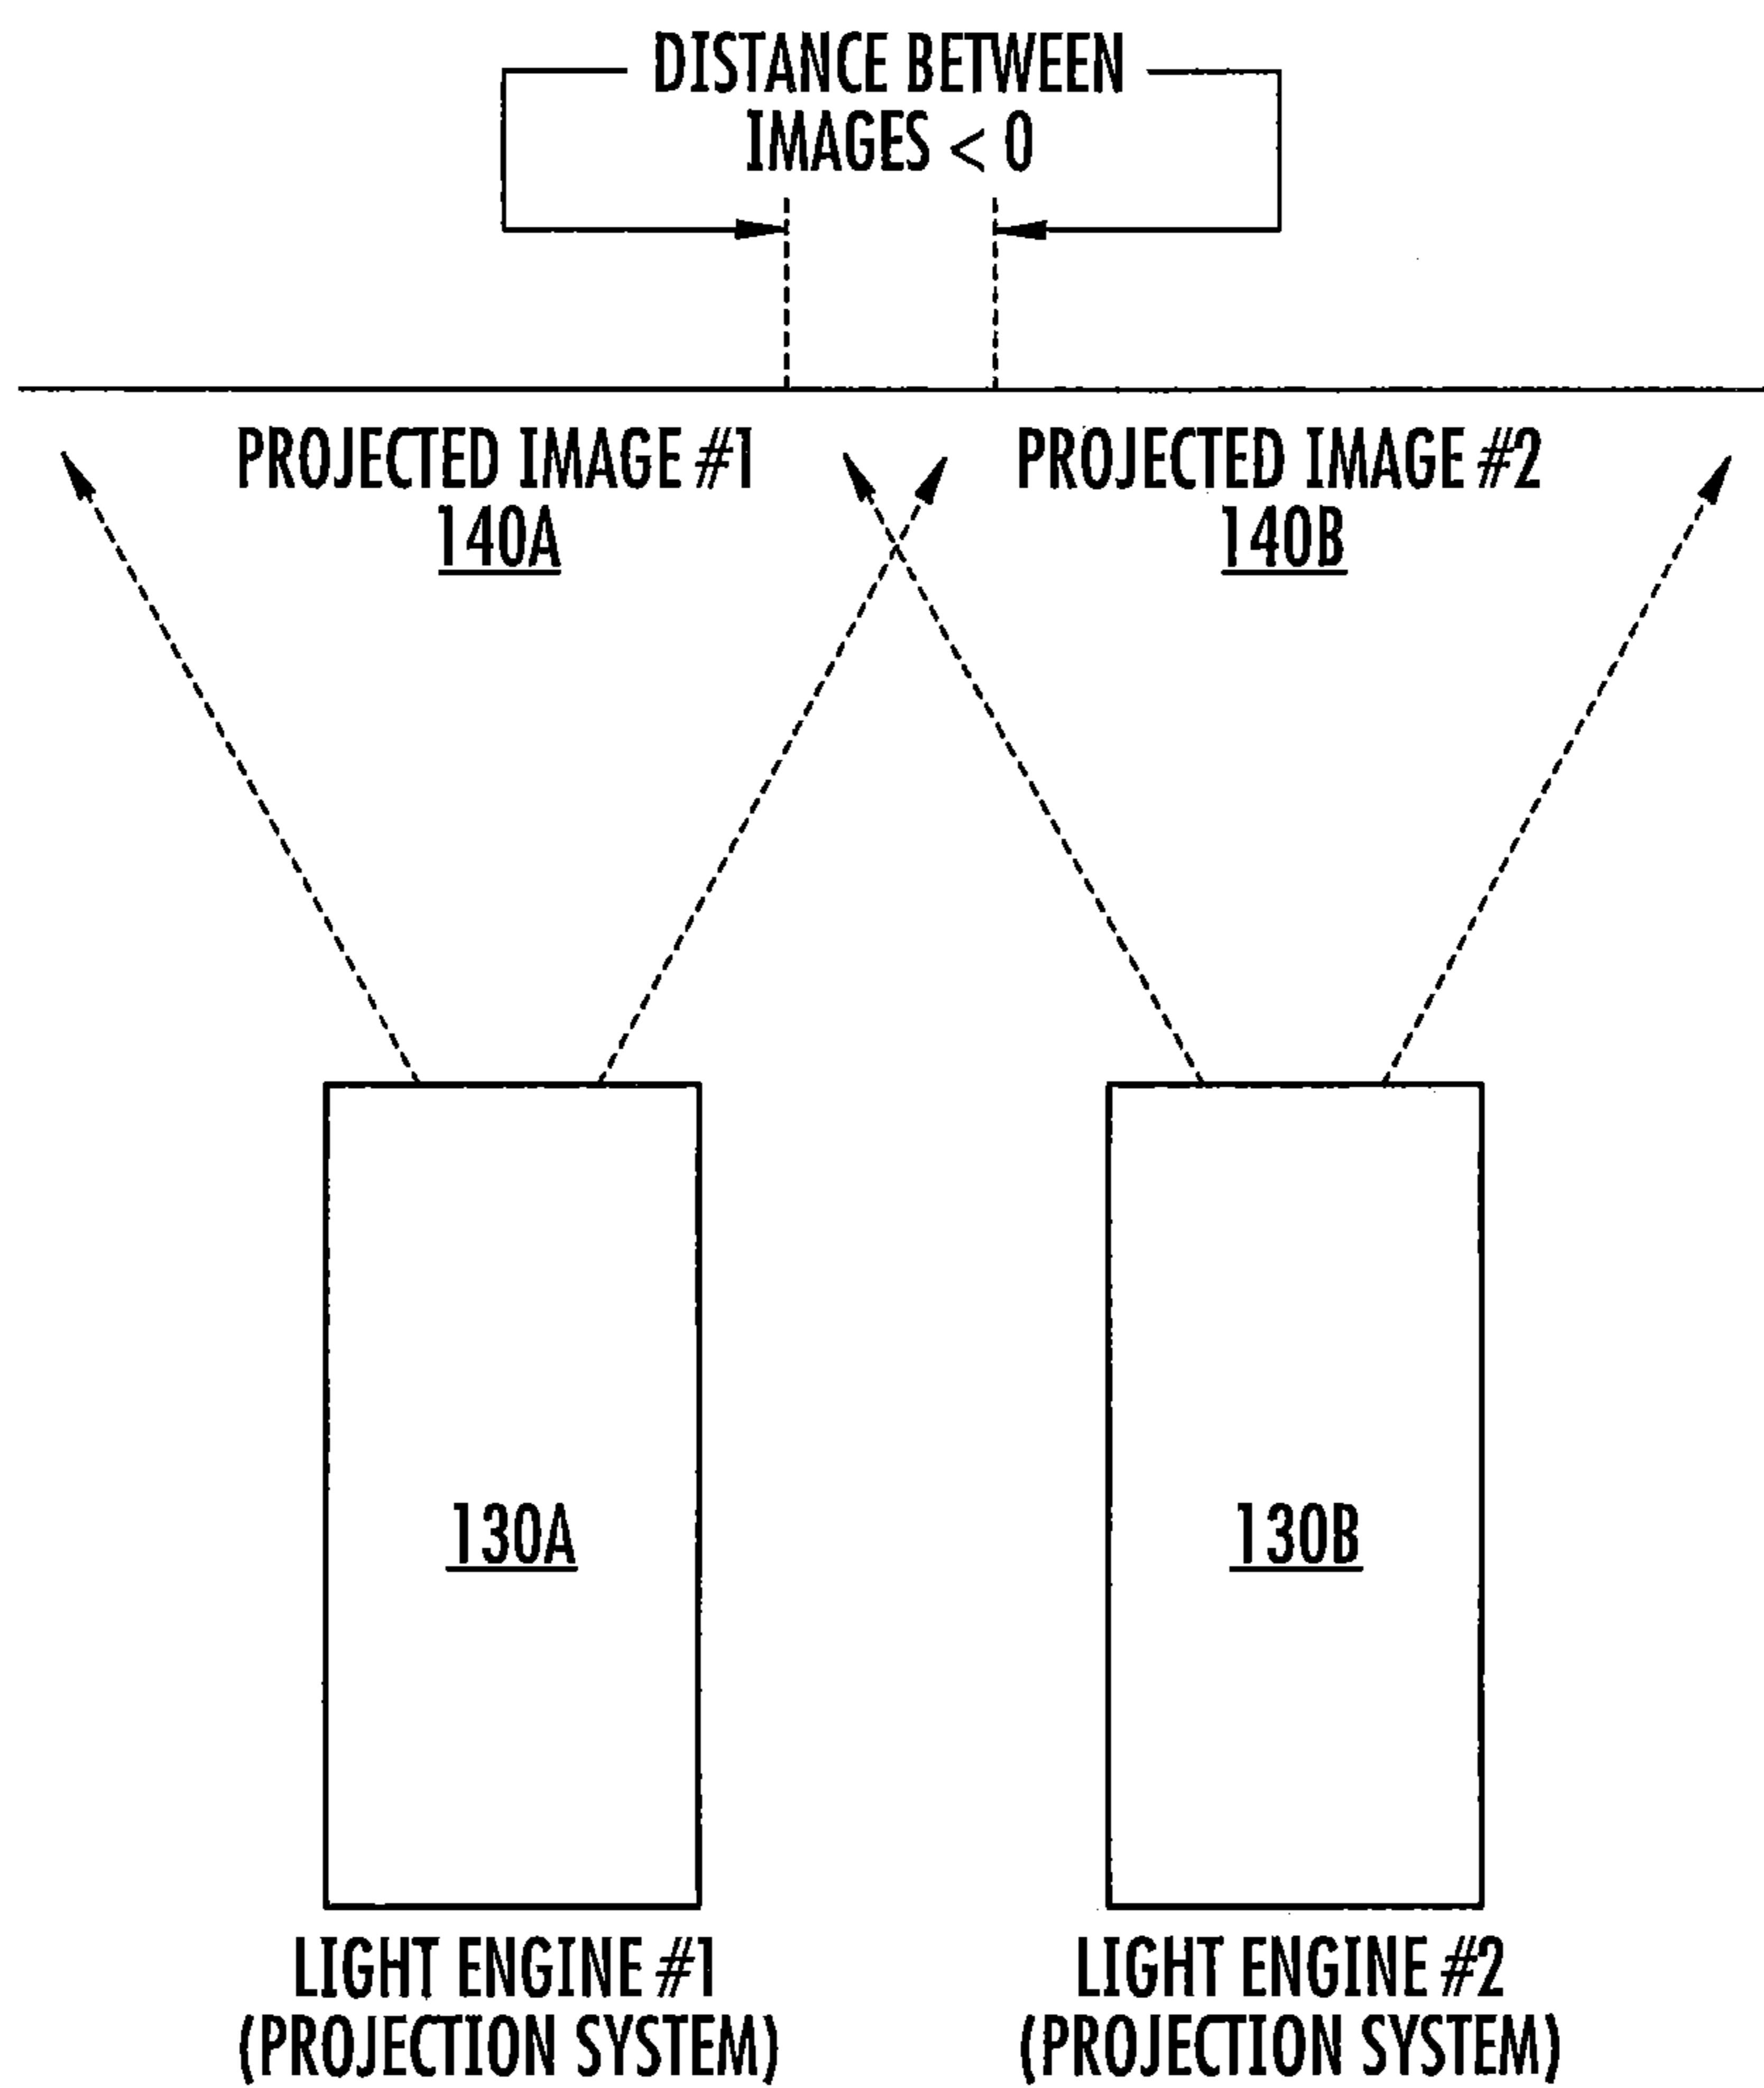 DISTANCE BETWEEN
IMAGES < 0
PROJECTED IMAGE #1
140A
PROJECTED IMAGE #2
140B
130A
130B
LIGHT ENGINE #1
(PROJECTION SYSTEM)
LIGHT ENGINE #2
(PROJECTION SYSTEM)